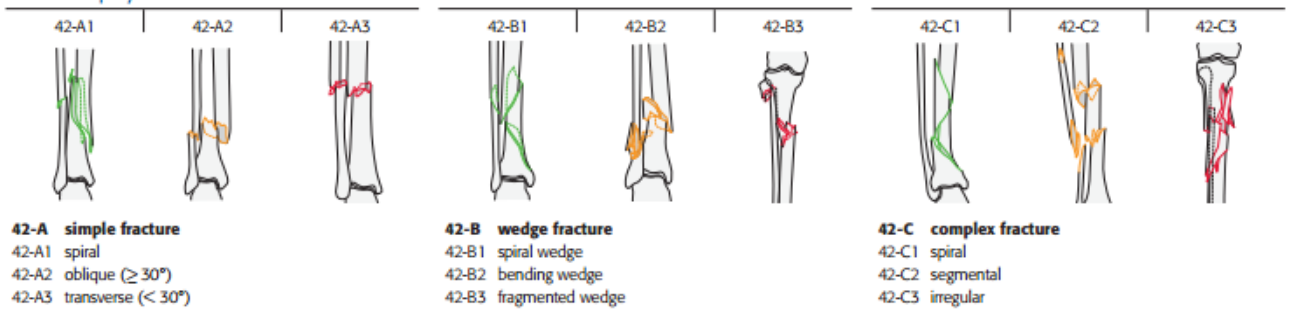 42-A1 42-A2 42-A3 42-B1 42-B2 42-B3 42-C1 42-C2 42-C3
42-A simple fracture
42-A1 spiral
42-A2 oblique (≥ 30°)
42-A3 transverse (< 30°)
42-B wedge fracture
42-B1 spiral wedge
42-B2 bending wedge
42-B3 fragmented wedge
42-C complex fracture
42-C1 spiral
42-C2 segmental
42-C3 irregular